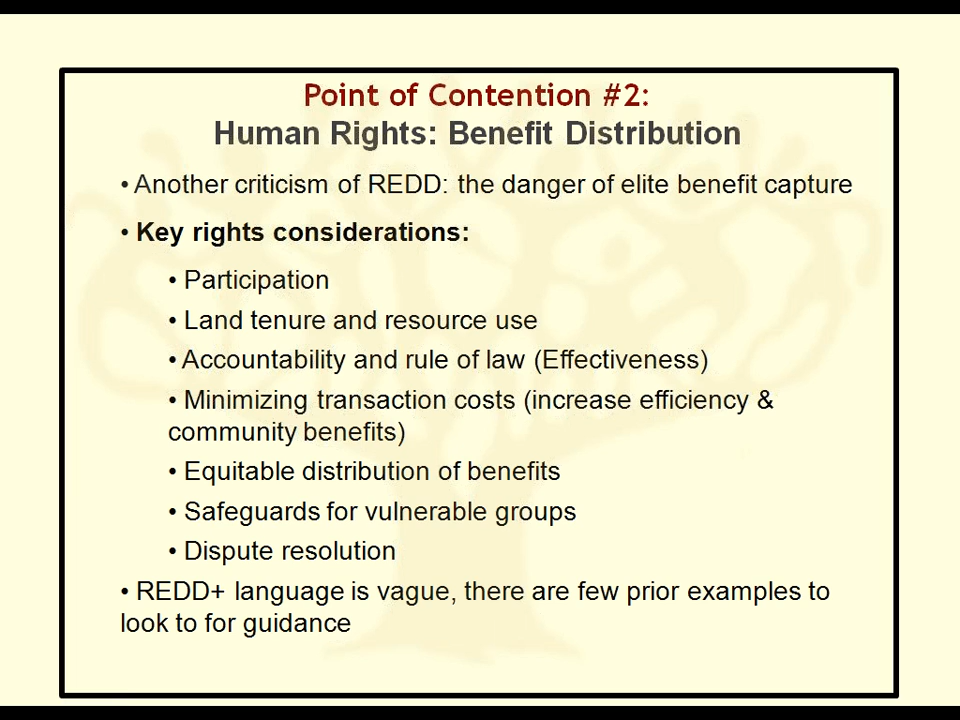 Point of Contention #2:
Human Rights: Benefit Distribution
• Another criticism of REDD: the danger of elite benefit capture
• Key rights considerations:
• Participation
• Land tenure and resource use
• Accountability and rule of law (Effectiveness)
• Minimizing transaction costs (increase efficiency &
community benefits)
• Equitable distribution of benefits
• Safeguards for vulnerable groups
• Dispute resolution
• REDD+ language is vague, there are few prior examples to
look to for guidance